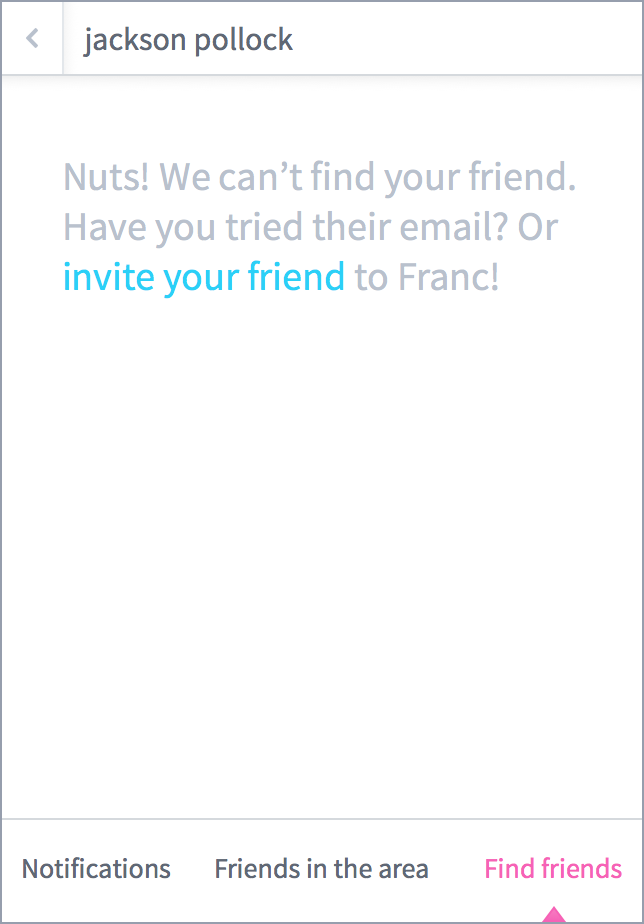 jackson pollock
Nuts! We can’t find your friend.
Have you tried their email? Or
invite your friend to Franc!
Notifications
Friends in the area
Find friends